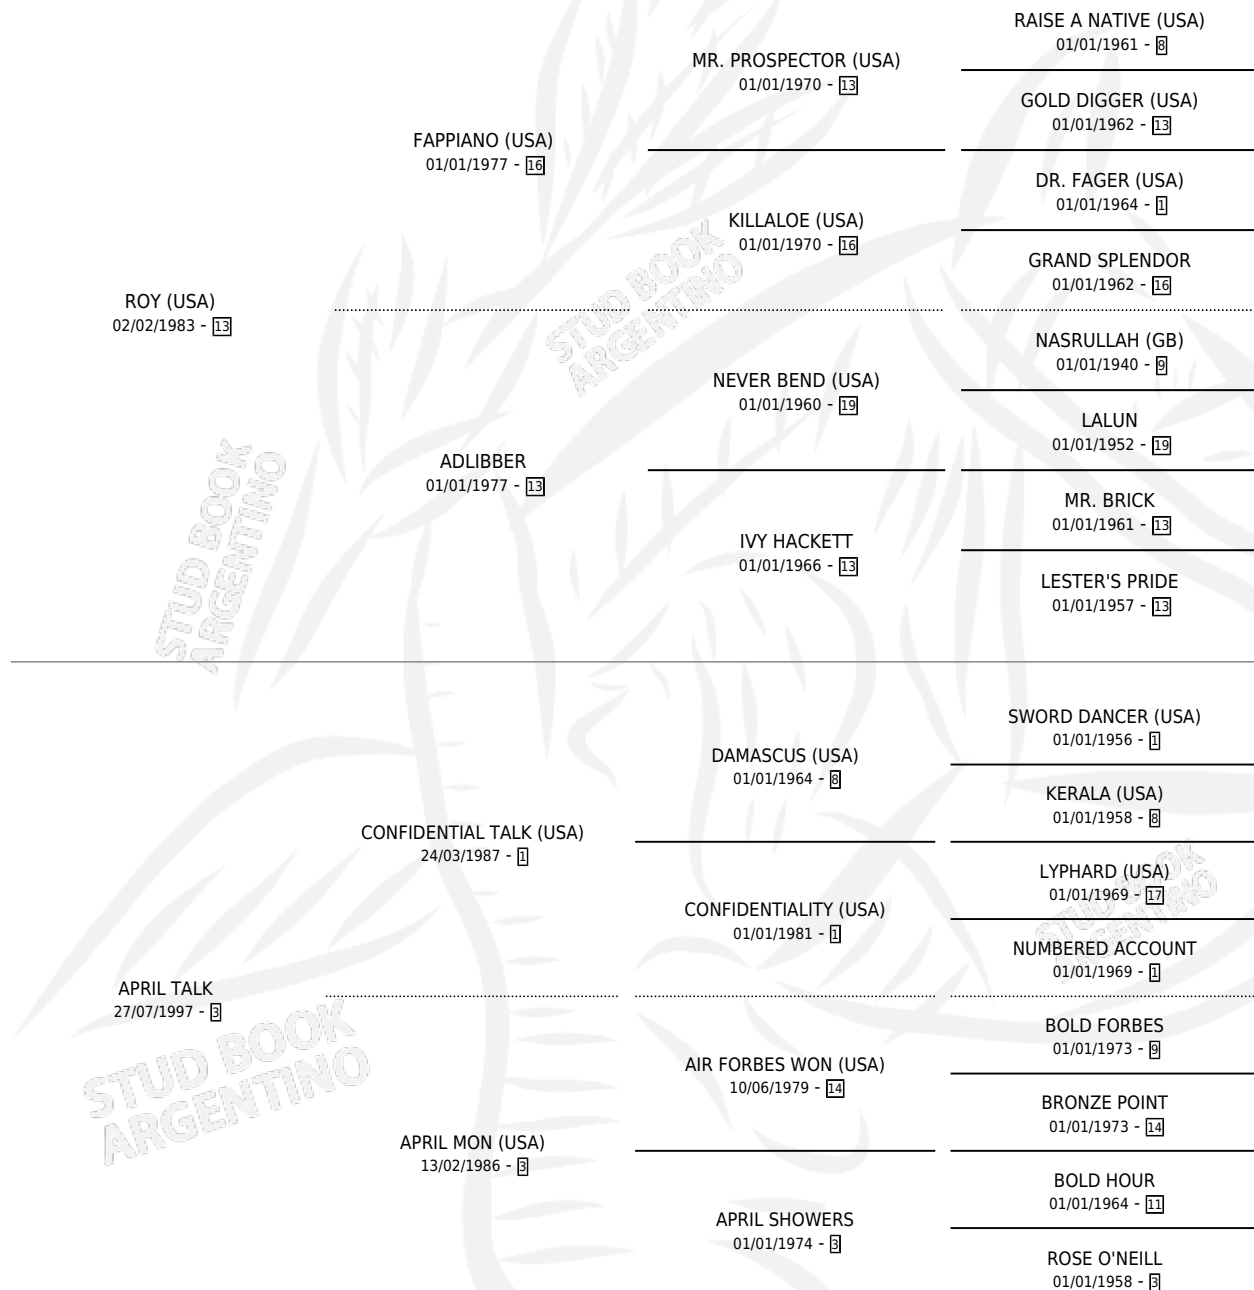 RAISE A NATIVE (USA)
01/01/1961 - 8
MR. PROSPECTOR (USA)
01/01/1970 - 13
GOLD DIGGER (USA)
01/01/1962 - 13
FAPPIANO (USA)
01/01/1977 - 16
DR. FAGER (USA)
01/01/1964 - 1
KILLALOE (USA)
01/01/1970 - 16
GRAND SPLENDOR
01/01/1962 - 16
ROY (USA)
02/02/1983 - 13
NASRULLAH (GB)
01/01/1940 - 9
NEVER BEND (USA)
01/01/1960 - 19
LALUN
01/01/1952 - 19
ADLIBBER
01/01/1977 - 13
MR. BRICK
01/01/1961 - 13
IVY HACKETT
01/01/1966 - 13
LESTER'S PRIDE
01/01/1957 - 13
SWORD DANCER (USA)
01/01/1956 - 1
DAMASCUS (USA)
01/01/1964 - 8
KERALA (USA)
01/01/1958 - 8
CONFIDENTIAL TALK (USA)
24/03/1987 - 1
LYPHARD (USA)
01/01/1969 - 17
CONFIDENTIALITY (USA)
01/01/1981 - 1
NUMBERED ACCOUNT
01/01/1969 - 1
APRIL TALK
27/07/1997 - 3
BOLD FORBES
01/01/1973 - 9
AIR FORBES WON (USA)
10/06/1979 - 14
BRONZE POINT
01/01/1973 - 14
APRIL MON (USA)
13/02/1986 - 3
BOLD HOUR
01/01/1964 - 11
APRIL SHOWERS
01/01/1974 - 3
ROSE O'NEILL
01/01/1958 - 3
STUD BOOK
ARGENTINO
STUD BOOK
ARGENTINO
STUD BOOK
ARGENTINO
STUD BOOK
ARGENTINO